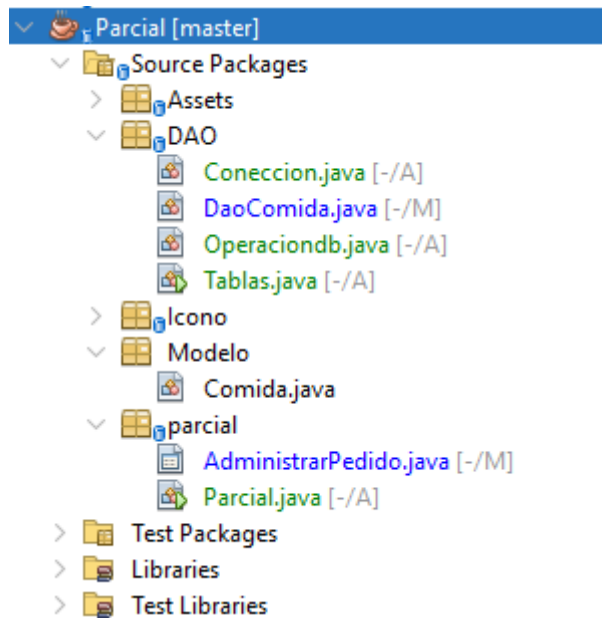 Parcial [master]
Source Packages
Assets
DAO
Coneccion.java [-/A]
DaoComida.java [-/M]
Operaciondb.java [-/A]
Tablas.java [-/A]
Icono
Modelo
Comida.java
parcial
AdministrarPedido.java [-/M]
Parcial.java [-/A]
Test Packages
Libraries
Test Libraries